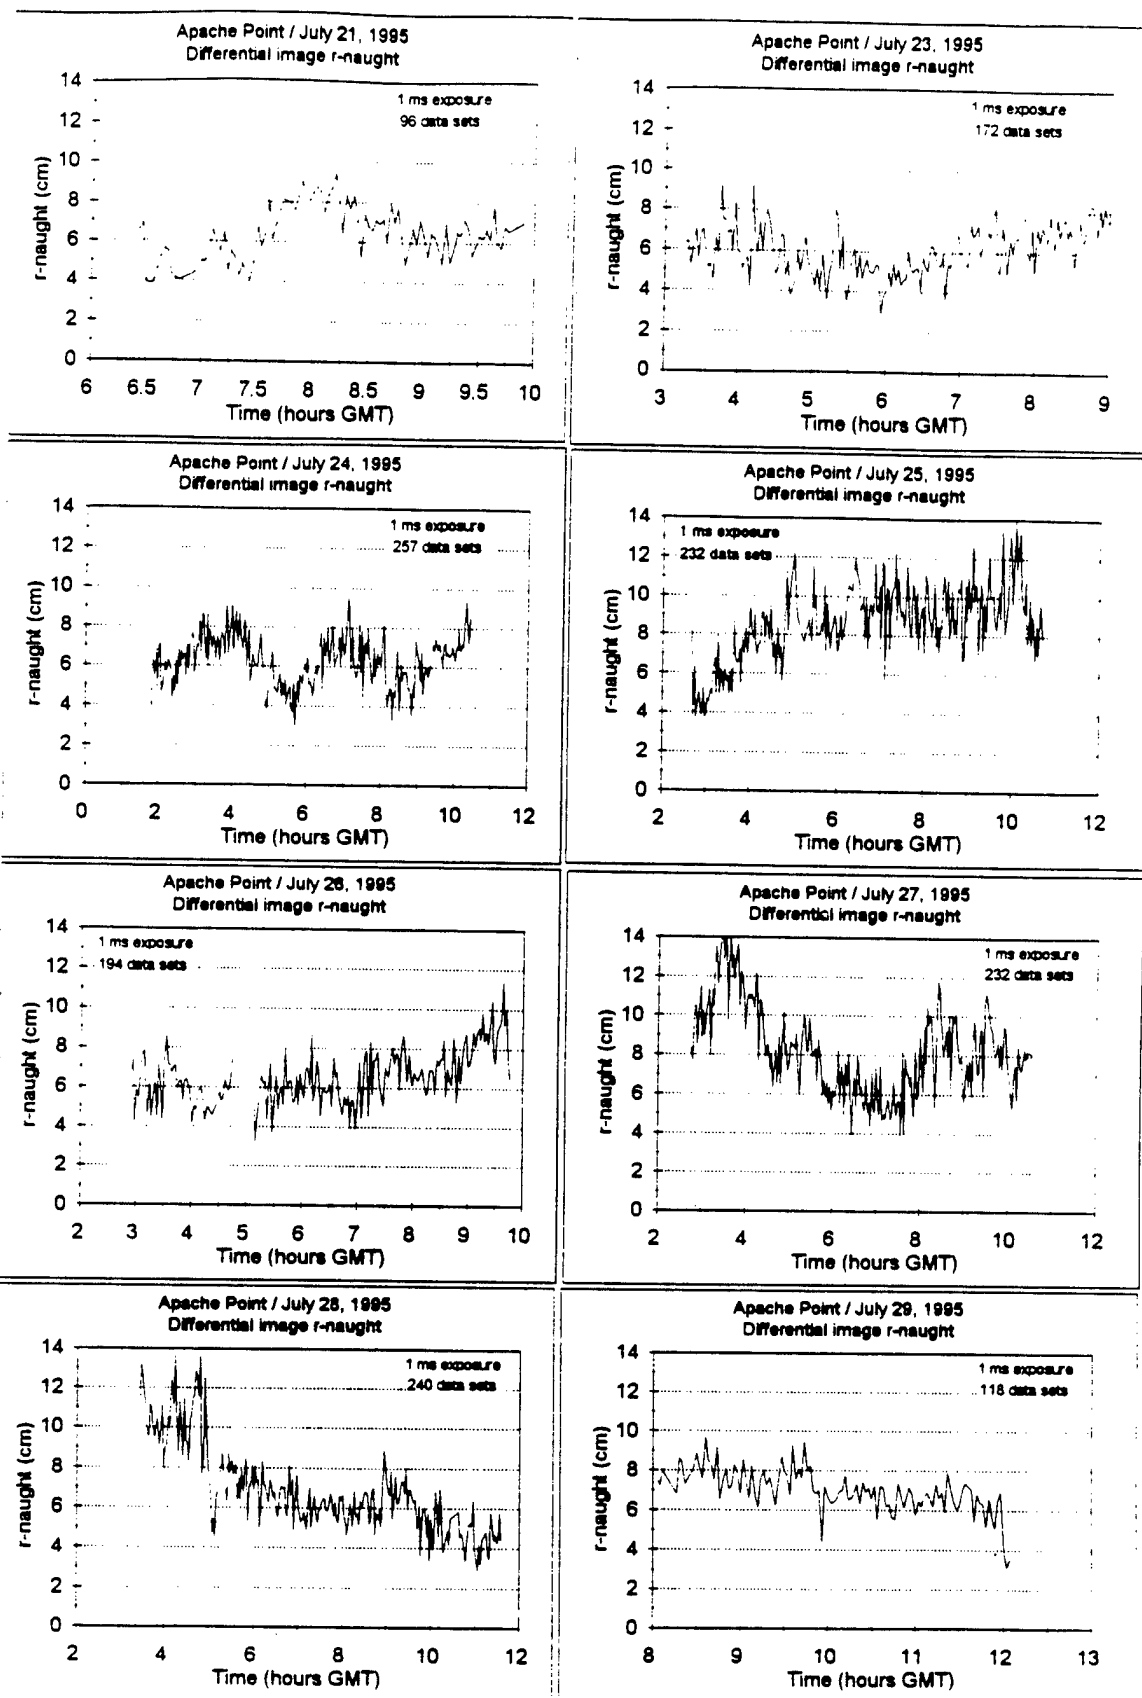 Apache Point / July 21, 1995
Differential image r-naught
1 ms exposure
96 data sets
r-naught (cm)
14
12
10
8
6
4
2
0
6 6.5 7 7.5 8 8.5 9 9.5 10
Time (hours GMT)
Apache Point / July 23, 1995
Differential image r-naught
1 ms exposure
172 data sets
r-naught (cm)
14
12
10
8
6
4
2
0
3 4 5 6 7 8 9
Time (hours GMT)
Apache Point / July 24, 1995
Differential image r-naught
1 ms exposure
257 data sets
r-naught (cm)
14
12
10
8
6
4
2
0
0 2 4 6 8 10 12
Time (hours GMT)
Apache Point / July 25, 1995
Differential image r-naught
1 ms exposure
232 data sets
r-naught (cm)
14
12
10
8
6
4
2
0
2 4 6 8 10 12
Time (hours GMT)
Apache Point / July 26, 1995
Differential image r-naught
1 ms exposure
194 data sets
r-naught (cm)
14
12
10
8
6
4
2
0
2 3 4 5 6 7 8 9 10
Time (hours GMT)
Apache Point / July 27, 1995
Differential image r-naught
1 ms exposure
232 data sets
r-naught (cm)
14
12
10
8
6
4
2
0
2 4 6 8 10 12
Time (hours GMT)
Apache Point / July 28, 1995
Differential image r-naught
1 ms exposure
240 data sets
r-naught (cm)
14
12
10
8
6
4
2
0
2 4 6 8 10 12
Time (hours GMT)
Apache Point / July 29, 1995
Differential image r-naught
1 ms exposure
118 data sets
r-naught (cm)
14
12
10
8
6
4
2
0
8 9 10 11 12 13
Time (hours GMT)